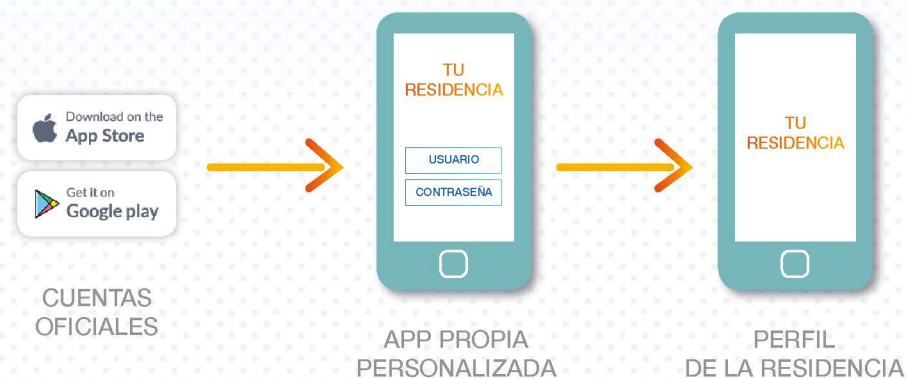 Download on the
App Store
Get it on
Google play
CUENTAS
OFICIALES
TU
RESIDENCIA
USUARIO
CONTRASEÑA
APP PROPIA
PERSONALIZADA
TU
RESIDENCIA
PERFIL
DE LA RESIDENCIA